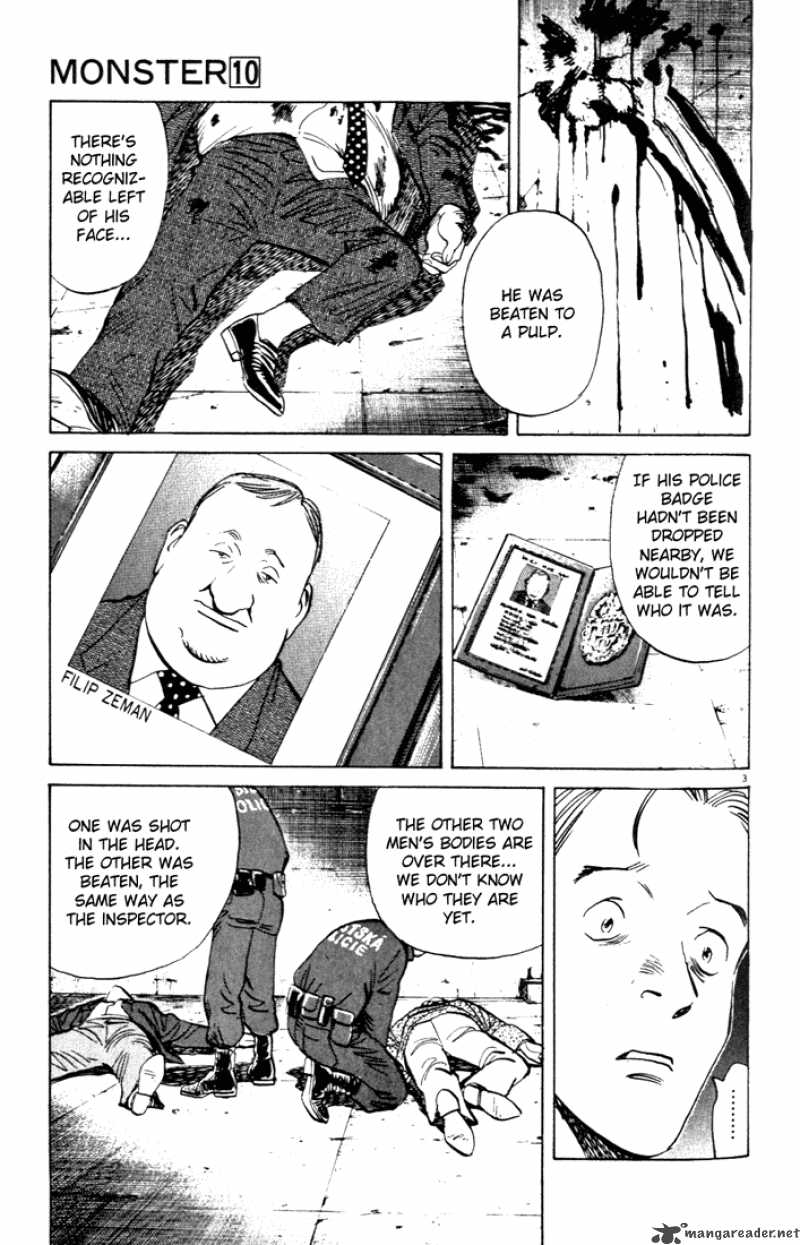 MONSTER 10
HE WAS
BEATEN TO
A PULP.
THERE'S
NOTHING
RECOGNIZ-
ABLE LEFT
OF HIS
FACE...
IF HIS POLICE
BADGE
HADN'T BEEN
DROPPED
NEARBY, WE
WOULDN'T BE
ABLE TO TELL
WHO IT WAS.
FILIP ZEMAN
3
THE OTHER TWO
MEN'S BODIES ARE
OVER THERE...
WE DON'T KNOW
WHO THEY ARE
YET.
ONE WAS SHOT
IN THE HEAD.
THE OTHER WAS
BEATEN, THE
SAME WAY AS
THE INSPECTOR.
.........
mangareader.net